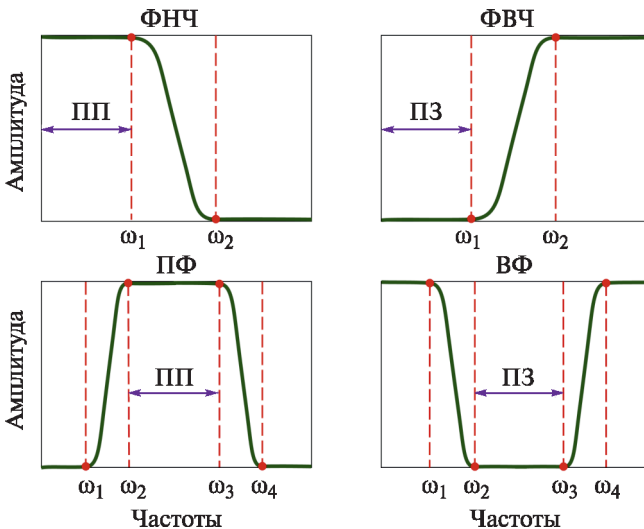 ФНЧ
ФВЧ
Амплитуда
ПП
ПЗ
ω1 ω2
ω1 ω2
ПФ
ВФ
Амплитуда
ПП
ПЗ
ω1 ω2 ω3 ω4
ω1 ω2 ω3 ω4
Частоты
Частоты